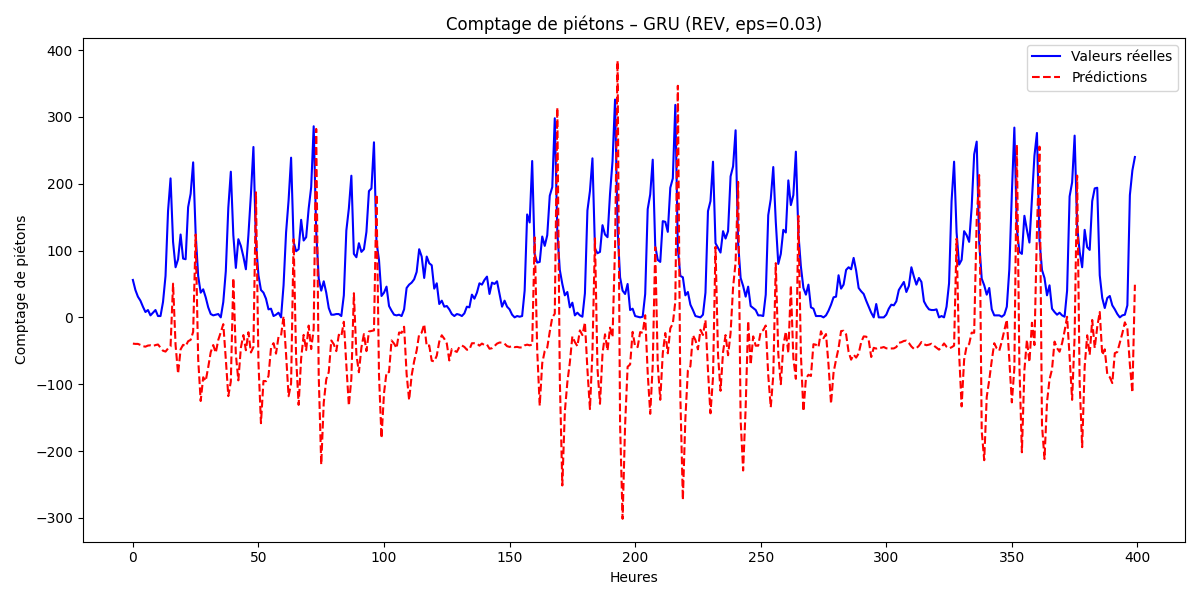 Comptage de piétons – GRU (REV, eps=0.03)
Valeurs réelles
Prédictions
Comptage de piétons
400
300
200
100
0
−100
−200
−300
0 50 100 150 200 250 300 350 400
Heures